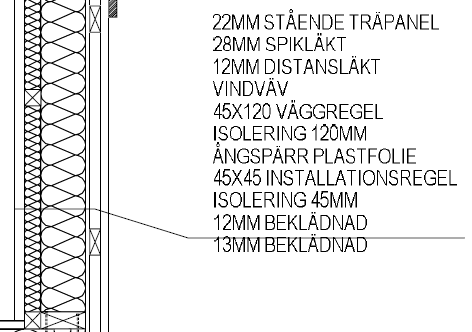 22MM STÅENDE TRÄPANEL
28MM SPIKLÄKT
12MM DISTANSLÄKT
VINDVÄV
45X120 VÄGGREGEL
ISOLERING 120MM
ÅNGSPÄRR PLASTFOLIE
45X45 INSTALLATIONSREGEL
ISOLERING 45MM
12MM BEKLÄDNAD
13MM BEKLÄDNAD